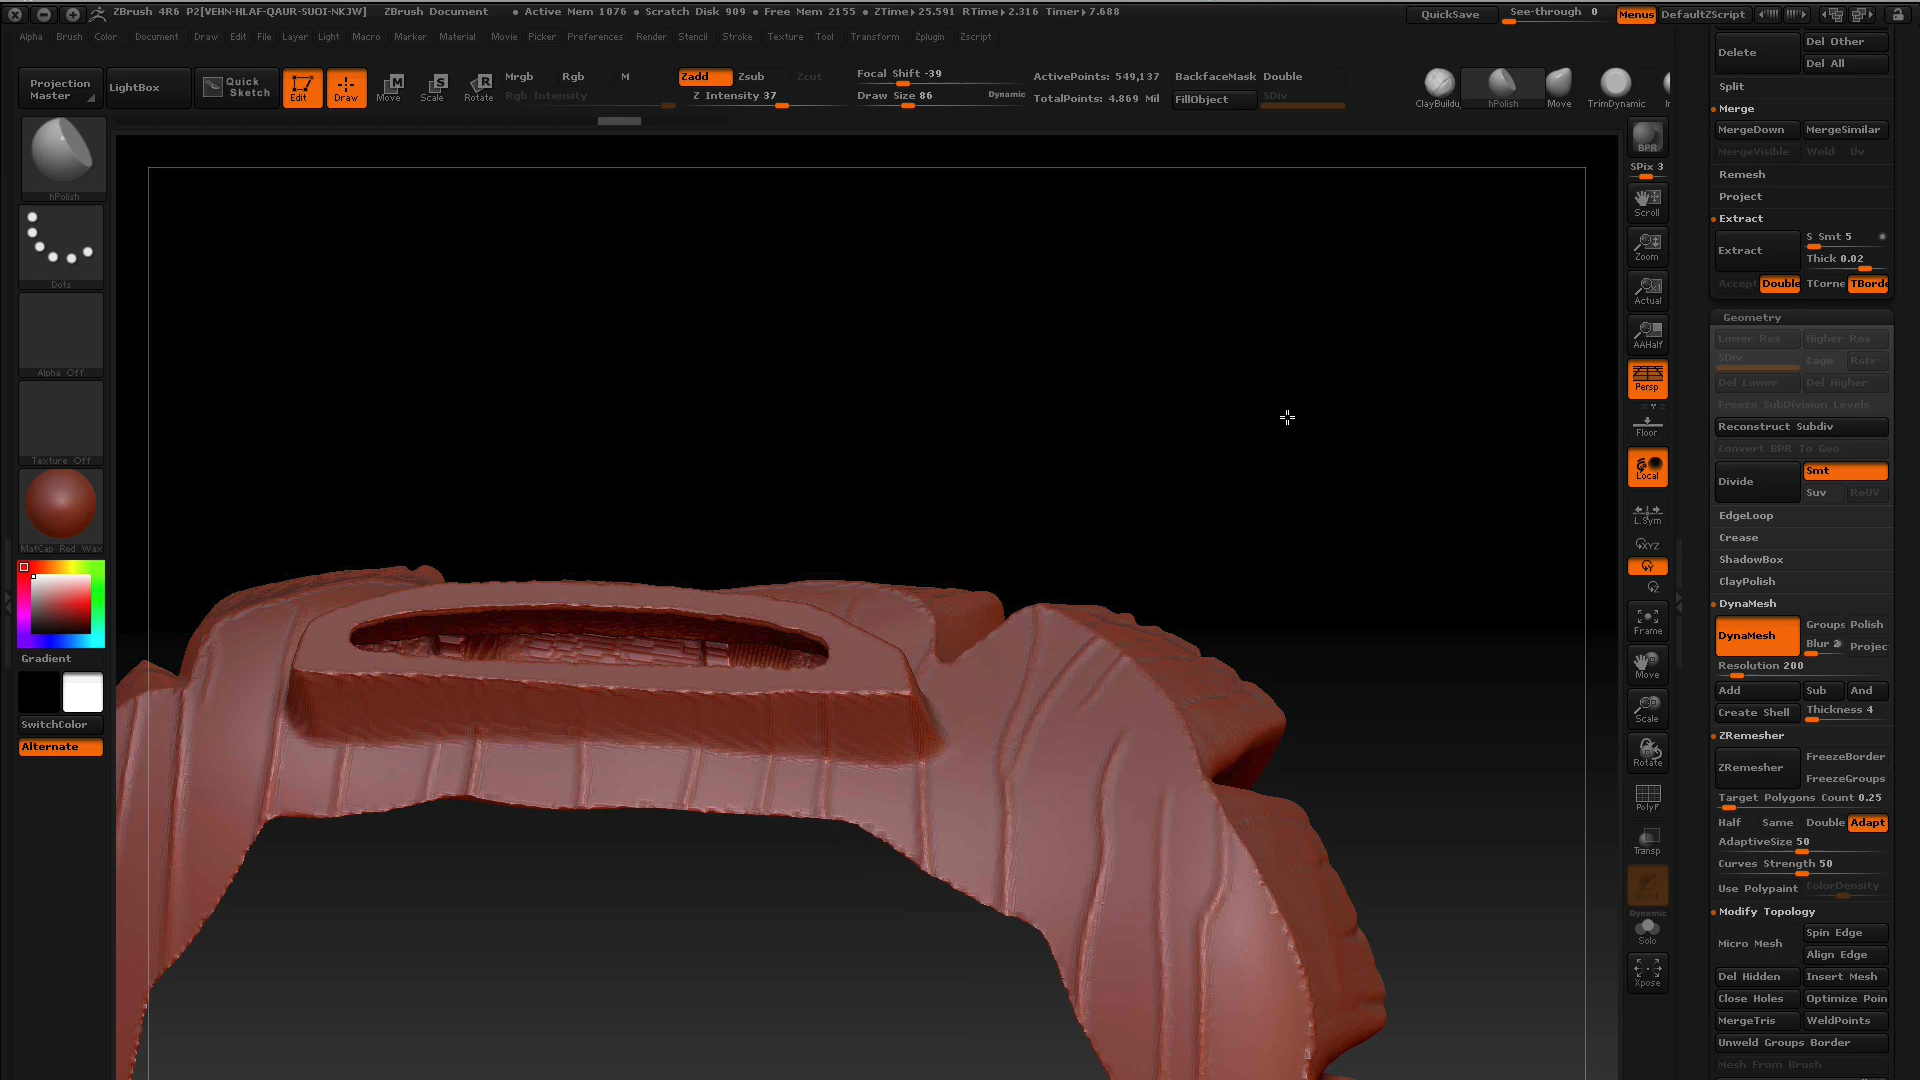 ZBrush 4R6 P2[VEHN-HLAF-QAUR-SUOI-NKJW] ZBrush Document • Active Mem 1076 • Scratch Disk 909 • Free Mem 2155 • ZTime▸25.591 RTime▸2.316 Timer▸7.688 QuickSave See-through 0 Menus DefaultZScript
Alpha Brush Color Document Draw Edit File Layer Light Macro Marker Material Movie Picker Preferences Render Stencil Stroke Texture Tool Transform Zplugin Zscript
Projection Master
LightBox
Quick Sketch
Edit
Draw
Move
Scale
Rotate
Mrgb Rgb M Zadd Zsub Zcut
Rgb Intensity Z Intensity 37
Focal Shift -39
Draw Size 86 Dynamic
ActivePoints: 549,137
TotalPoints: 4.869 Mil
BackfaceMask Double
FillObject SDiv
ClayBuildu hPolish Move TrimDynamic
hPolish
Dots
Alpha Off
Texture Off
MatCap Red Wax
Gradient
SwitchColor
Alternate
BPR
SPix 3
Scroll
Zoom
Actual
AAHalf
Persp
Floor
Local
L.Sym
XYZ
Y
Z
Frame
Move
Scale
Rotate
PolyF
Transp
Dynamic
Solo
Xpose
Delete Del Other
Del All
Split
Merge
MergeDown MergeSimilar
MergeVisible Weld Uv
Remesh
Project
Extract
Extract S Smt 5
Thick 0.02
Accept Double TCorne TBorde
Geometry
Lower Res Higher Res
SDiv Cage Rstr
Del Lower Del Higher
Freeze SubDivision Levels
Reconstruct Subdiv
Convert BPR To Geo
Divide Smt
Suv ReUV
EdgeLoop
Crease
ShadowBox
ClayPolish
DynaMesh
DynaMesh Groups Polish
Blur 2 Projec
Resolution 200
Add Sub And
Create Shell Thickness 4
ZRemesher
ZRemesher FreezeBorder
FreezeGroups
Target Polygons Count 0.25
Half Same Double Adapt
AdaptiveSize 50
Curves Strength 50
Use Polypaint ColorDensity
Modify Topology
Micro Mesh Spin Edge
Align Edge
Del Hidden Insert Mesh
Close Holes Optimize Poin
MergeTris WeldPoints
Unweld Groups Border
Mesh From Brush